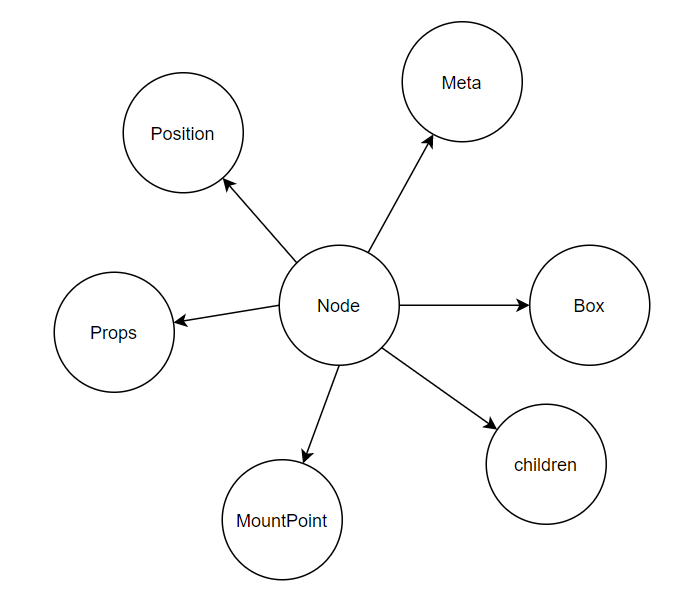 Meta
Position
Node
Box
Props
children
MountPoint